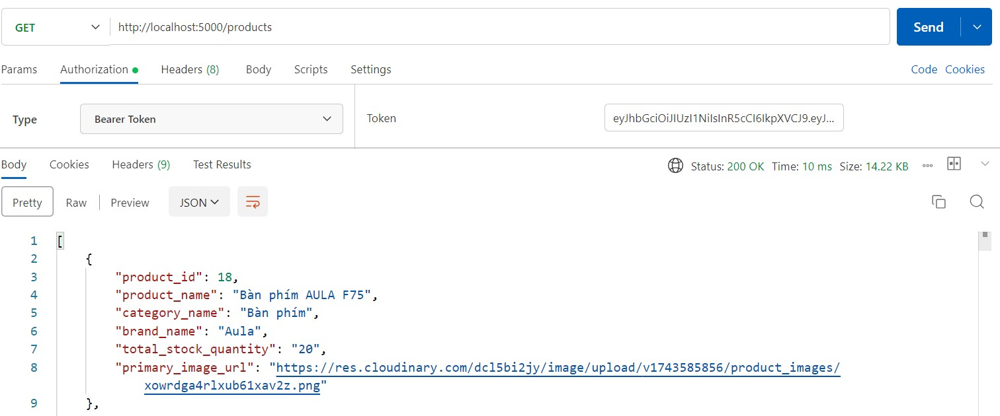 GET http://localhost:5000/products Send
Params Authorization Headers (8) Body Scripts Settings Code Cookies
Type Bearer Token Token eyJhbGciOiJIUzI1NiIsInR5cCI6IkpXVCJ9.eyJ...
Body Cookies Headers (9) Test Results Status: 200 OK Time: 10 ms Size: 14.22 KB
Pretty Raw Preview JSON
1 [
2 {
3 "product_id": 18,
4 "product_name": "Bàn phím AULA F75",
5 "category_name": "Bàn phím",
6 "brand_name": "Aula",
7 "total_stock_quantity": "20",
8 "primary_image_url": "https://res.cloudinary.com/dcl5bi2jy/image/upload/v1743585856/product_images/
xowrdga4rlxub61xav2z.png"
9 },